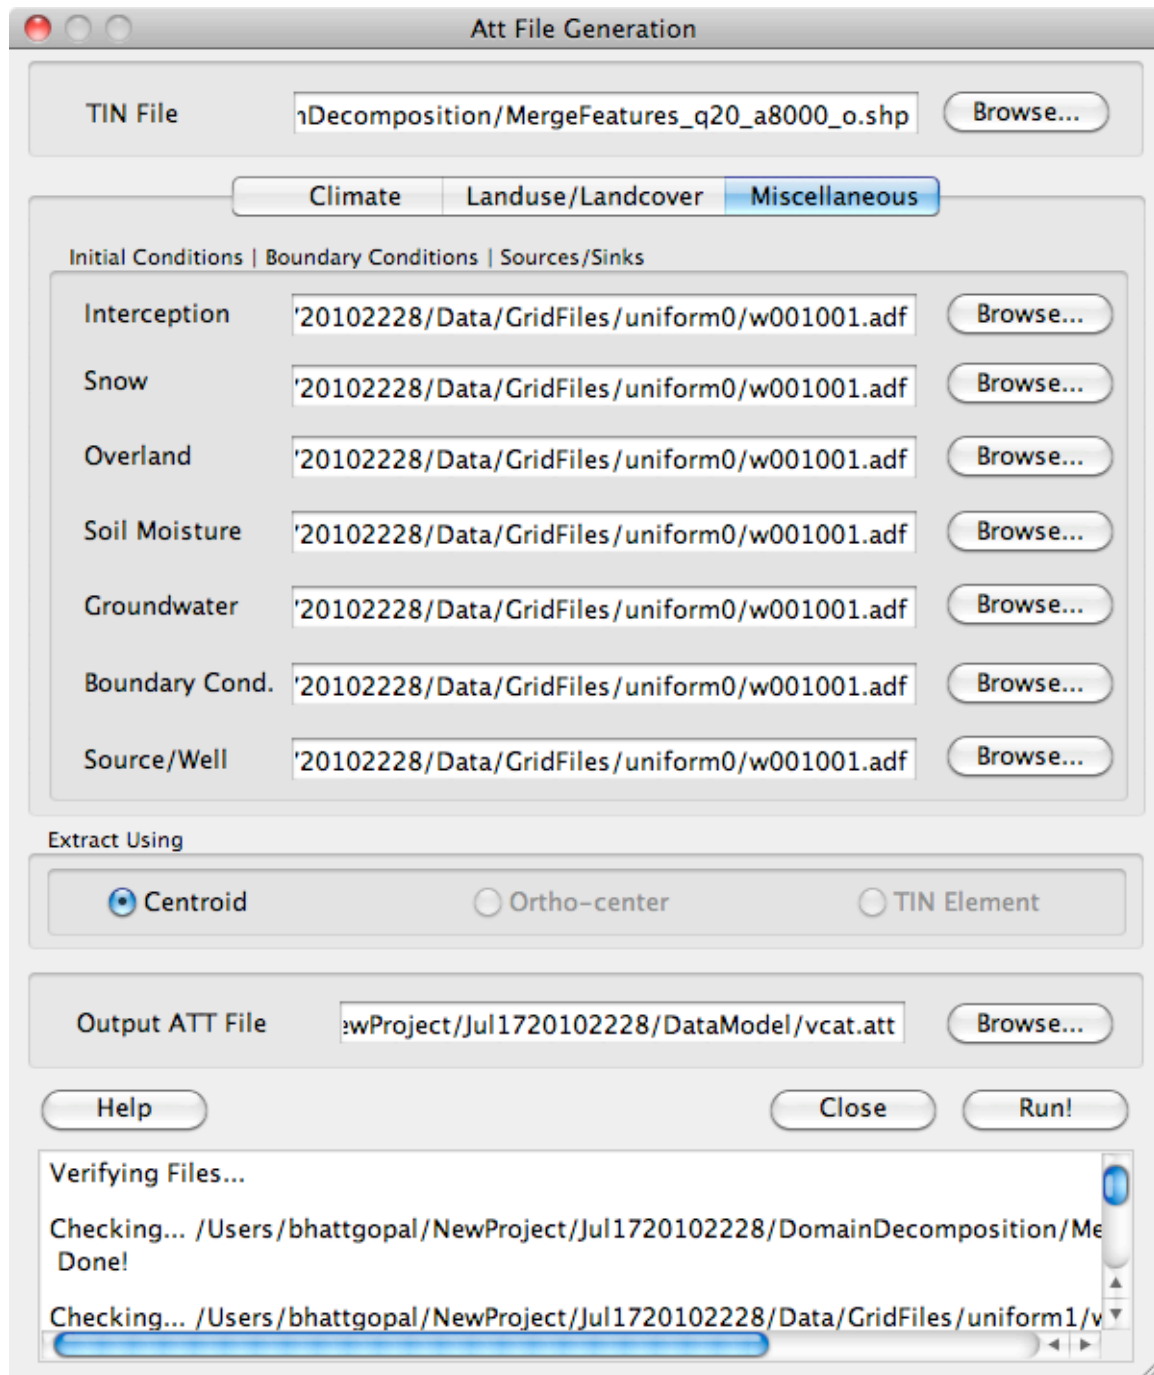 Att File Generation
TIN File nDecomposition/MergeFeatures_q20_a8000_o.shp Browse...
Climate Landuse/Landcover Miscellaneous
Initial Conditions | Boundary Conditions | Sources/Sinks
Interception '20102228/Data/GridFiles/uniform0/w001001.adf Browse...
Snow '20102228/Data/GridFiles/uniform0/w001001.adf Browse...
Overland '20102228/Data/GridFiles/uniform0/w001001.adf Browse...
Soil Moisture '20102228/Data/GridFiles/uniform0/w001001.adf Browse...
Groundwater '20102228/Data/GridFiles/uniform0/w001001.adf Browse...
Boundary Cond. '20102228/Data/GridFiles/uniform0/w001001.adf Browse...
Source/Well '20102228/Data/GridFiles/uniform0/w001001.adf Browse...
Extract Using
Centroid Ortho-center TIN Element
Output ATT File ewProject/Jul1720102228/DataModel/vcat.att Browse...
Help Close Run!
Verifying Files...
Checking... /Users/bhattgopal/NewProject/Jul1720102228/DomainDecomposition/Me
Done!
Checking... /Users/bhattgopal/NewProject/Jul1720102228/Data/GridFiles/uniform1/w